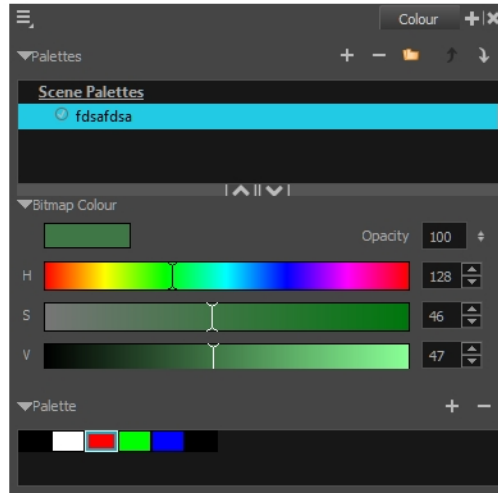 Colour
Palettes
Scene Palettes
fdsafdsa
Bitmap Colour
Opacity 100
H 128
S 46
V 47
Palette